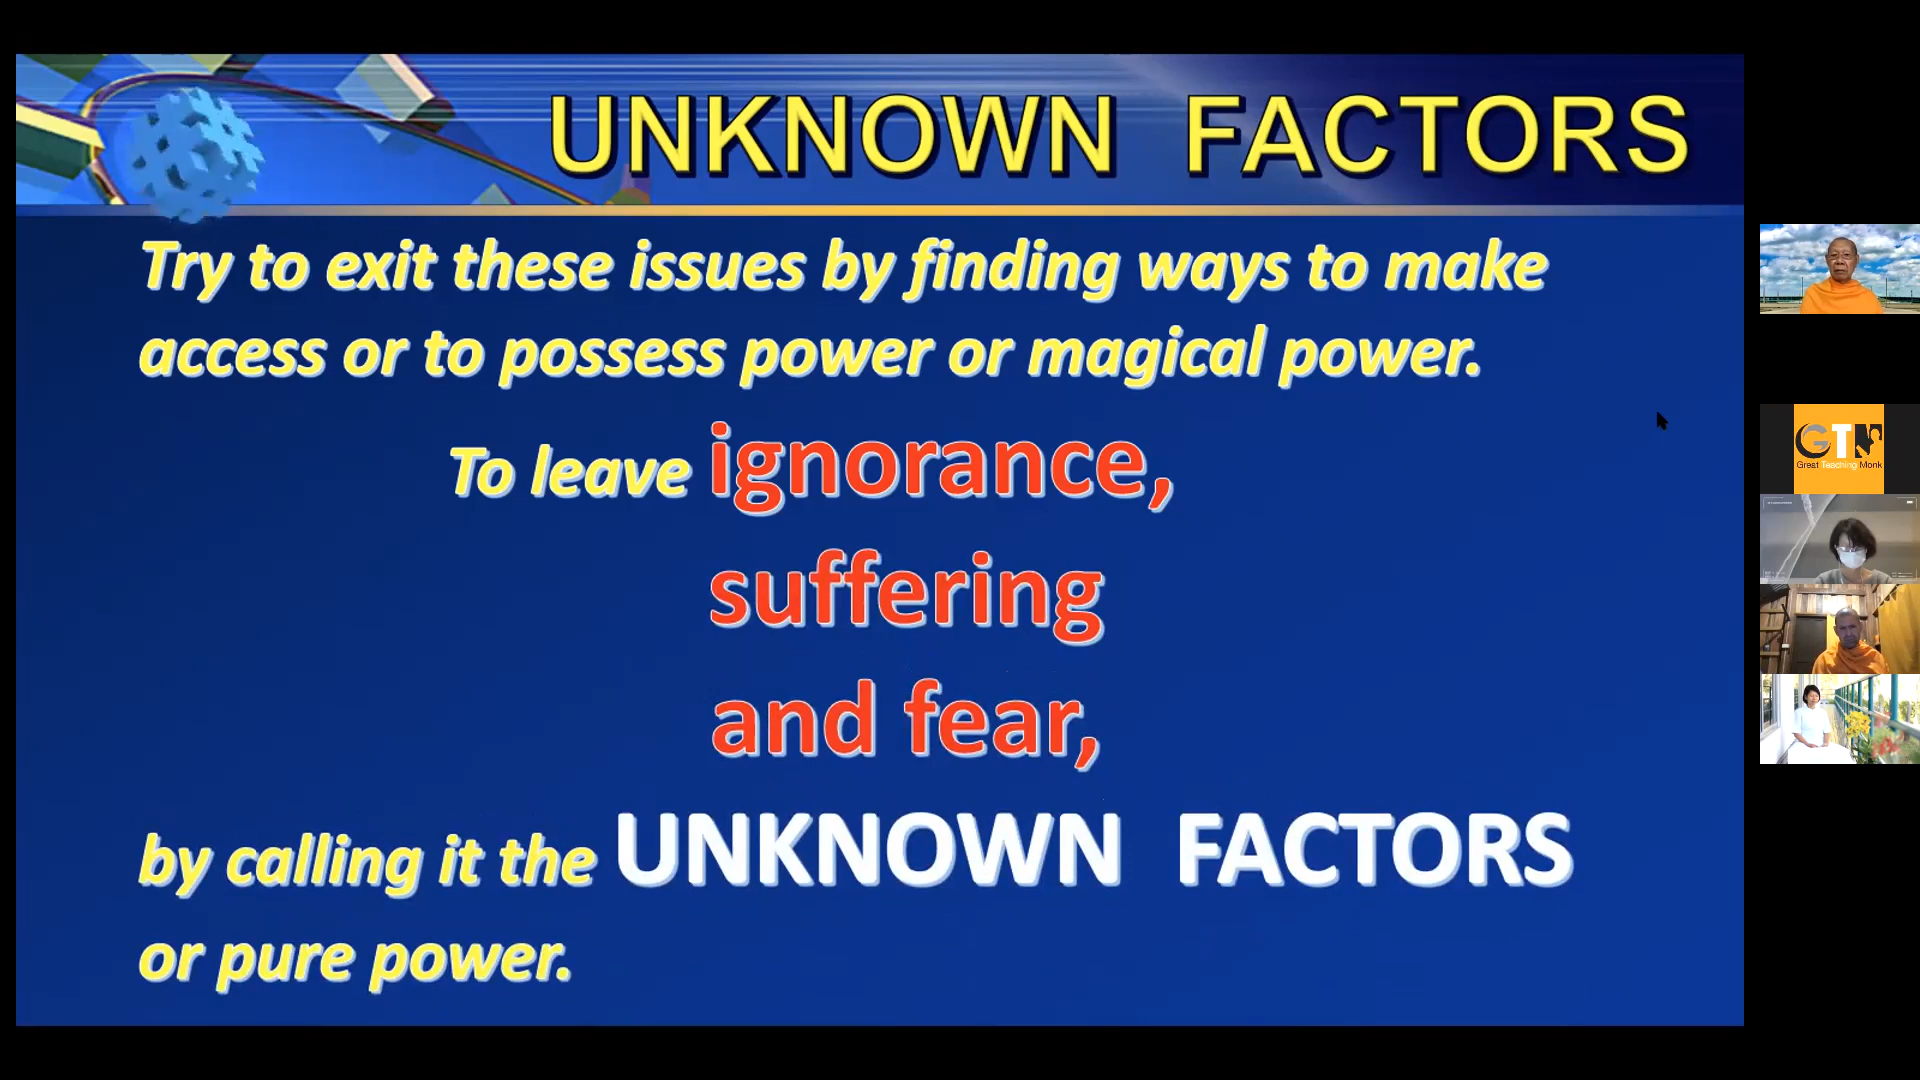 UNKNOWN FACTORS
Try to exit these issues by finding ways to make
access or to possess power or magical power.
To leave ignorance,
suffering
and fear,
by calling it the UNKNOWN FACTORS
or pure power.
GTM
Great Teaching Monk